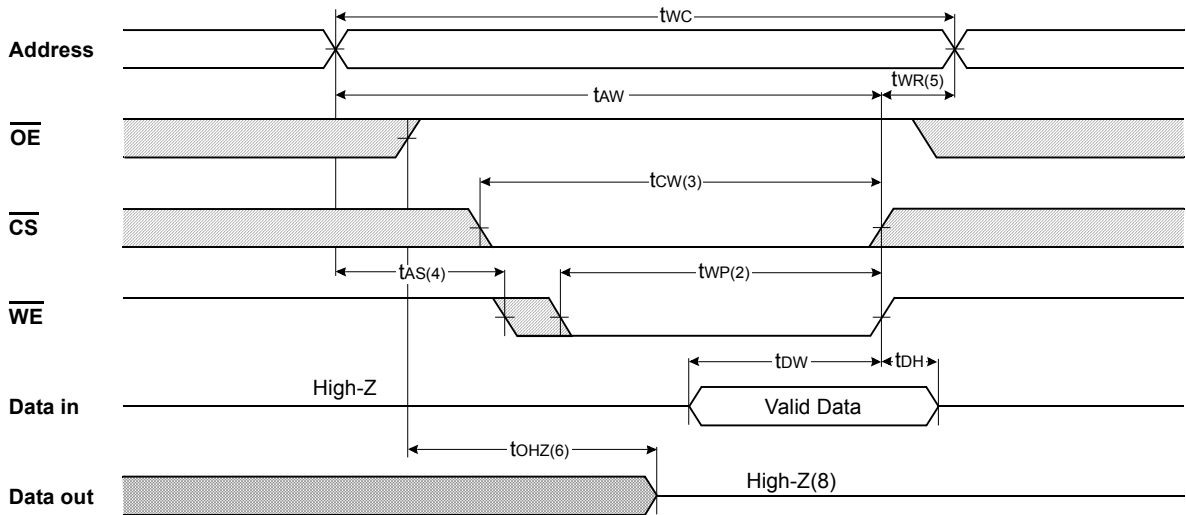 tWC
Address
tWR(5)
tAW
OE
tCW(3)
CS
tAS(4)
tWP(2)
WE
tDW
tDH
High-Z
Data in
Valid Data
tOHZ(6)
High-Z(8)
Data out